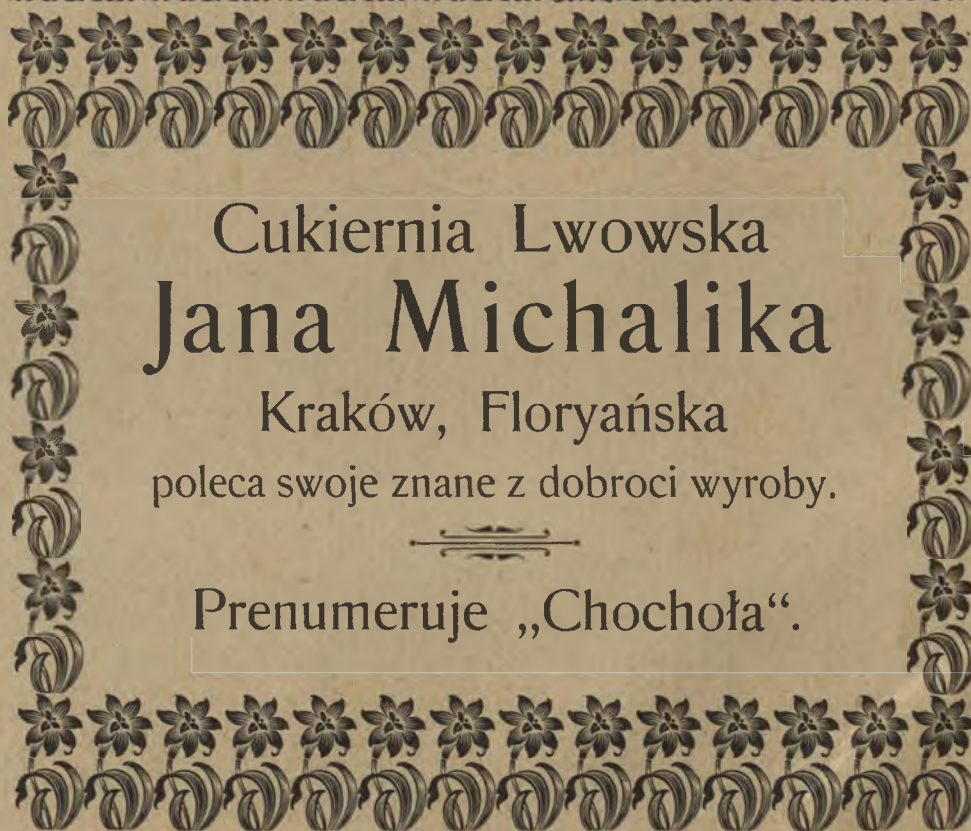 Cukiernia Lwowska
Jana Michalika
Kraków, Floryańska
poleca swoje znane z dobroci wyroby.
Prenumeruje „Chochoła“.